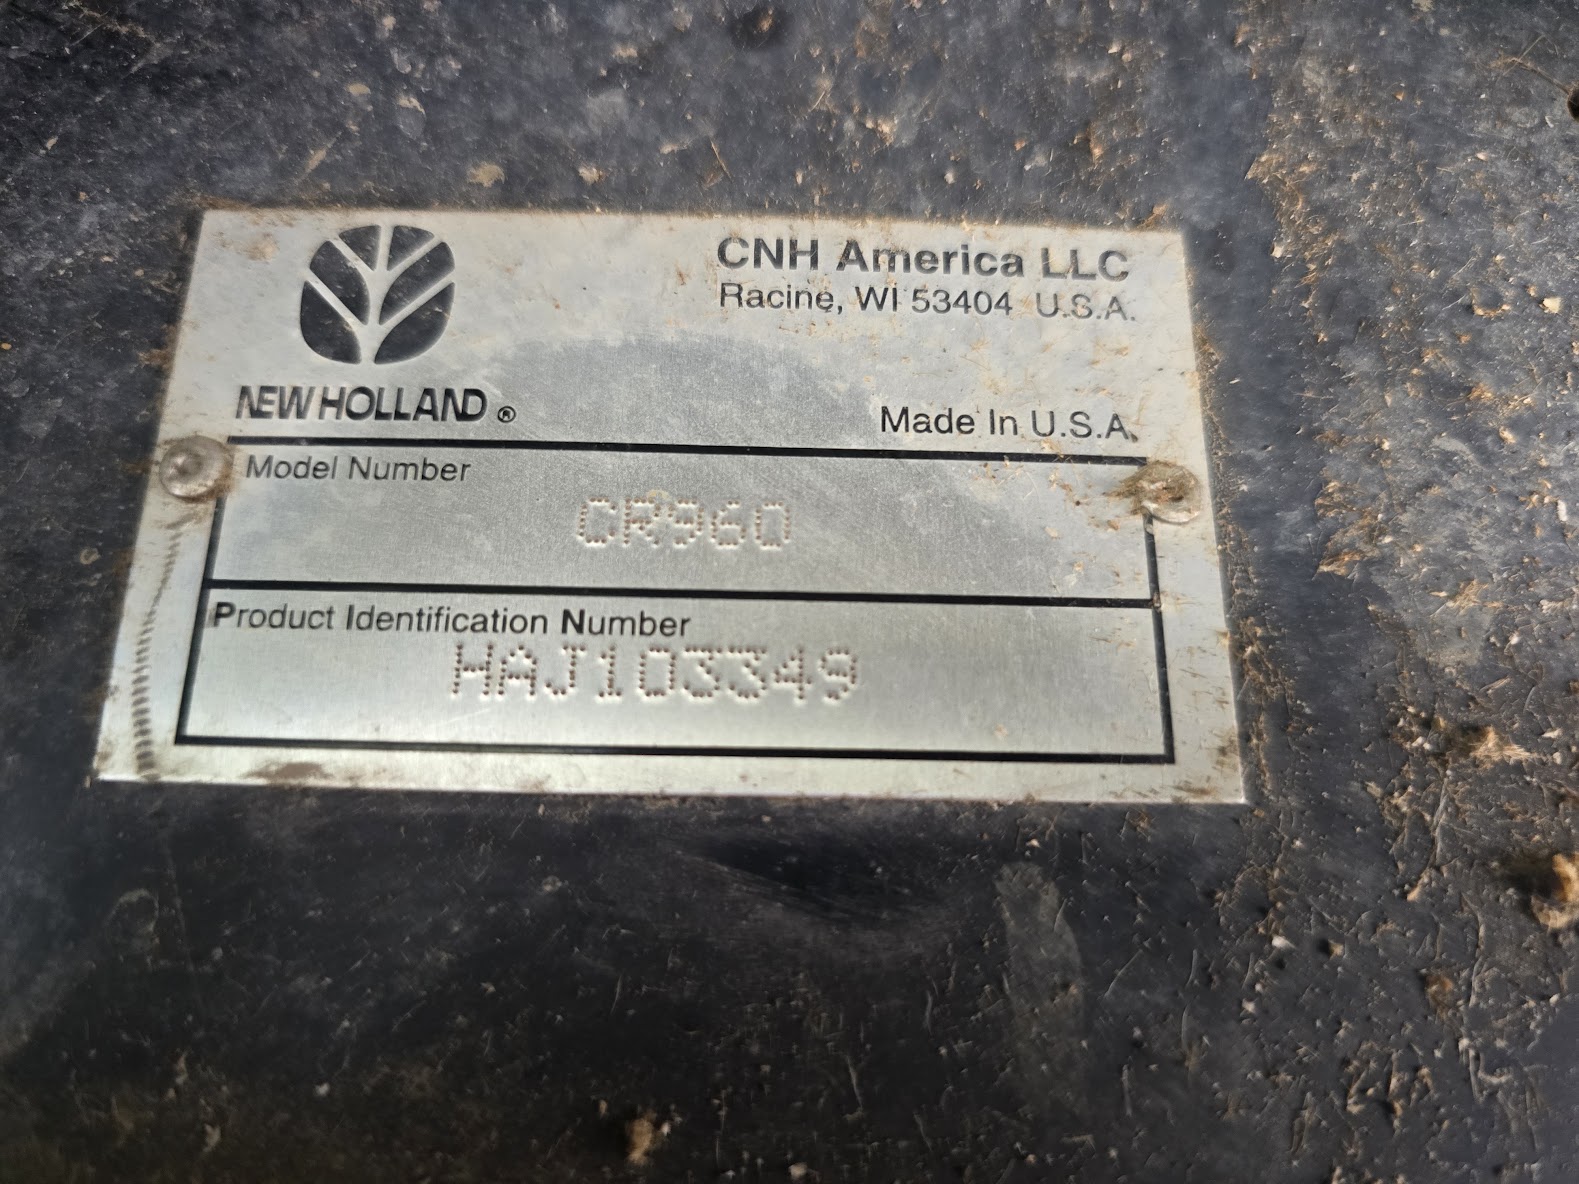 CNH America LLC
Racine, WI 53404 U.S.A.
NEW HOLLAND ®
Made In U.S.A.
Model Number
CR960
Product Identification Number
HAJ103349